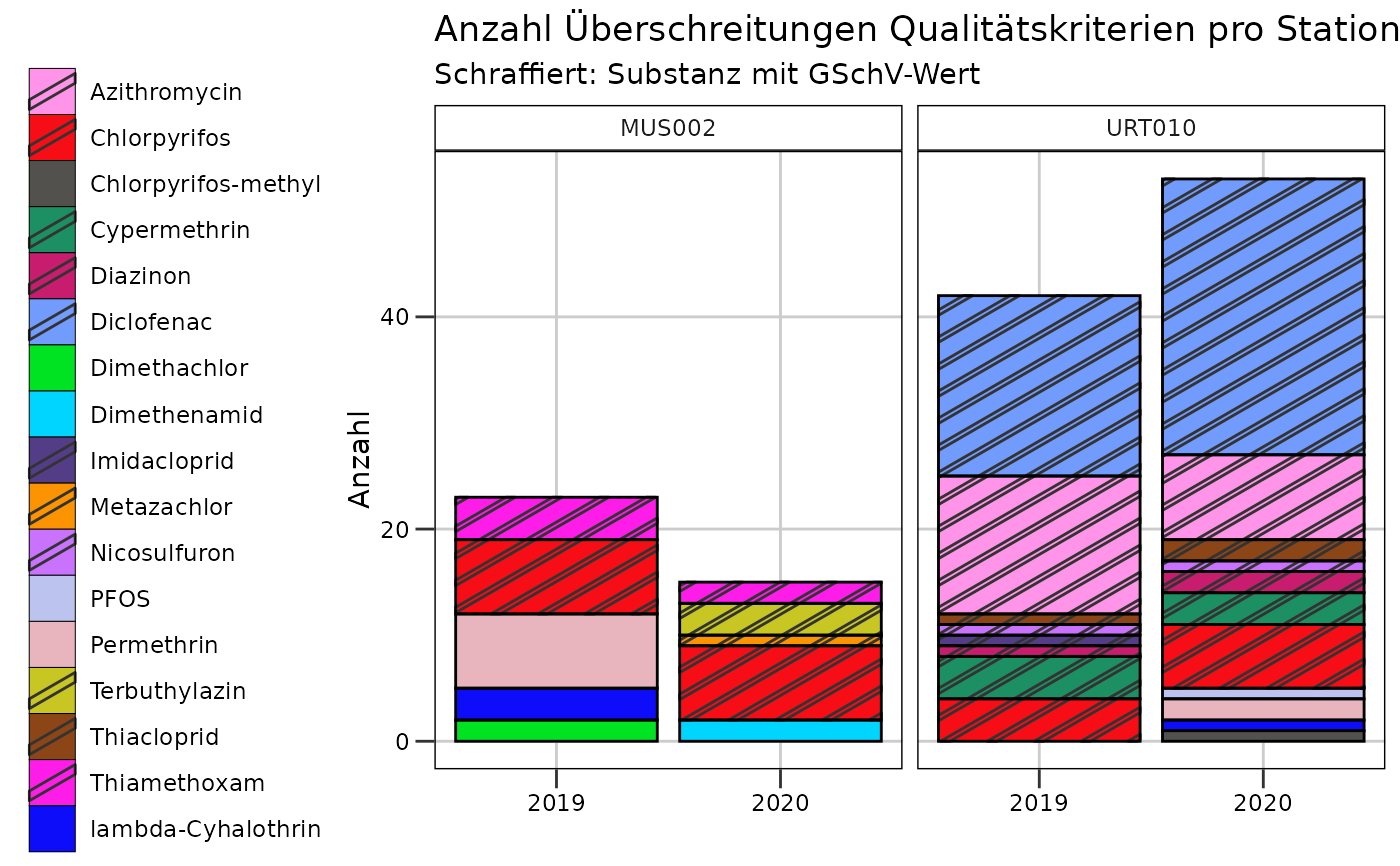 Anzahl Überschreitungen Qualitätskriterien pro Station
Schraffiert: Substanz mit GSchV-Wert
Azithromycin
Chlorpyrifos
Chlorpyrifos-methyl
Cypermethrin
Diazinon
Diclofenac
Dimethachlor
Dimethenamid
Imidacloprid
Metazachlor
Nicosulfuron
PFOS
Permethrin
Terbuthylazin
Thiacloprid
Thiamethoxam
lambda-Cyhalothrin
Anzahl
40
20
0
MUS002
2019
2020
URT010
2019
2020